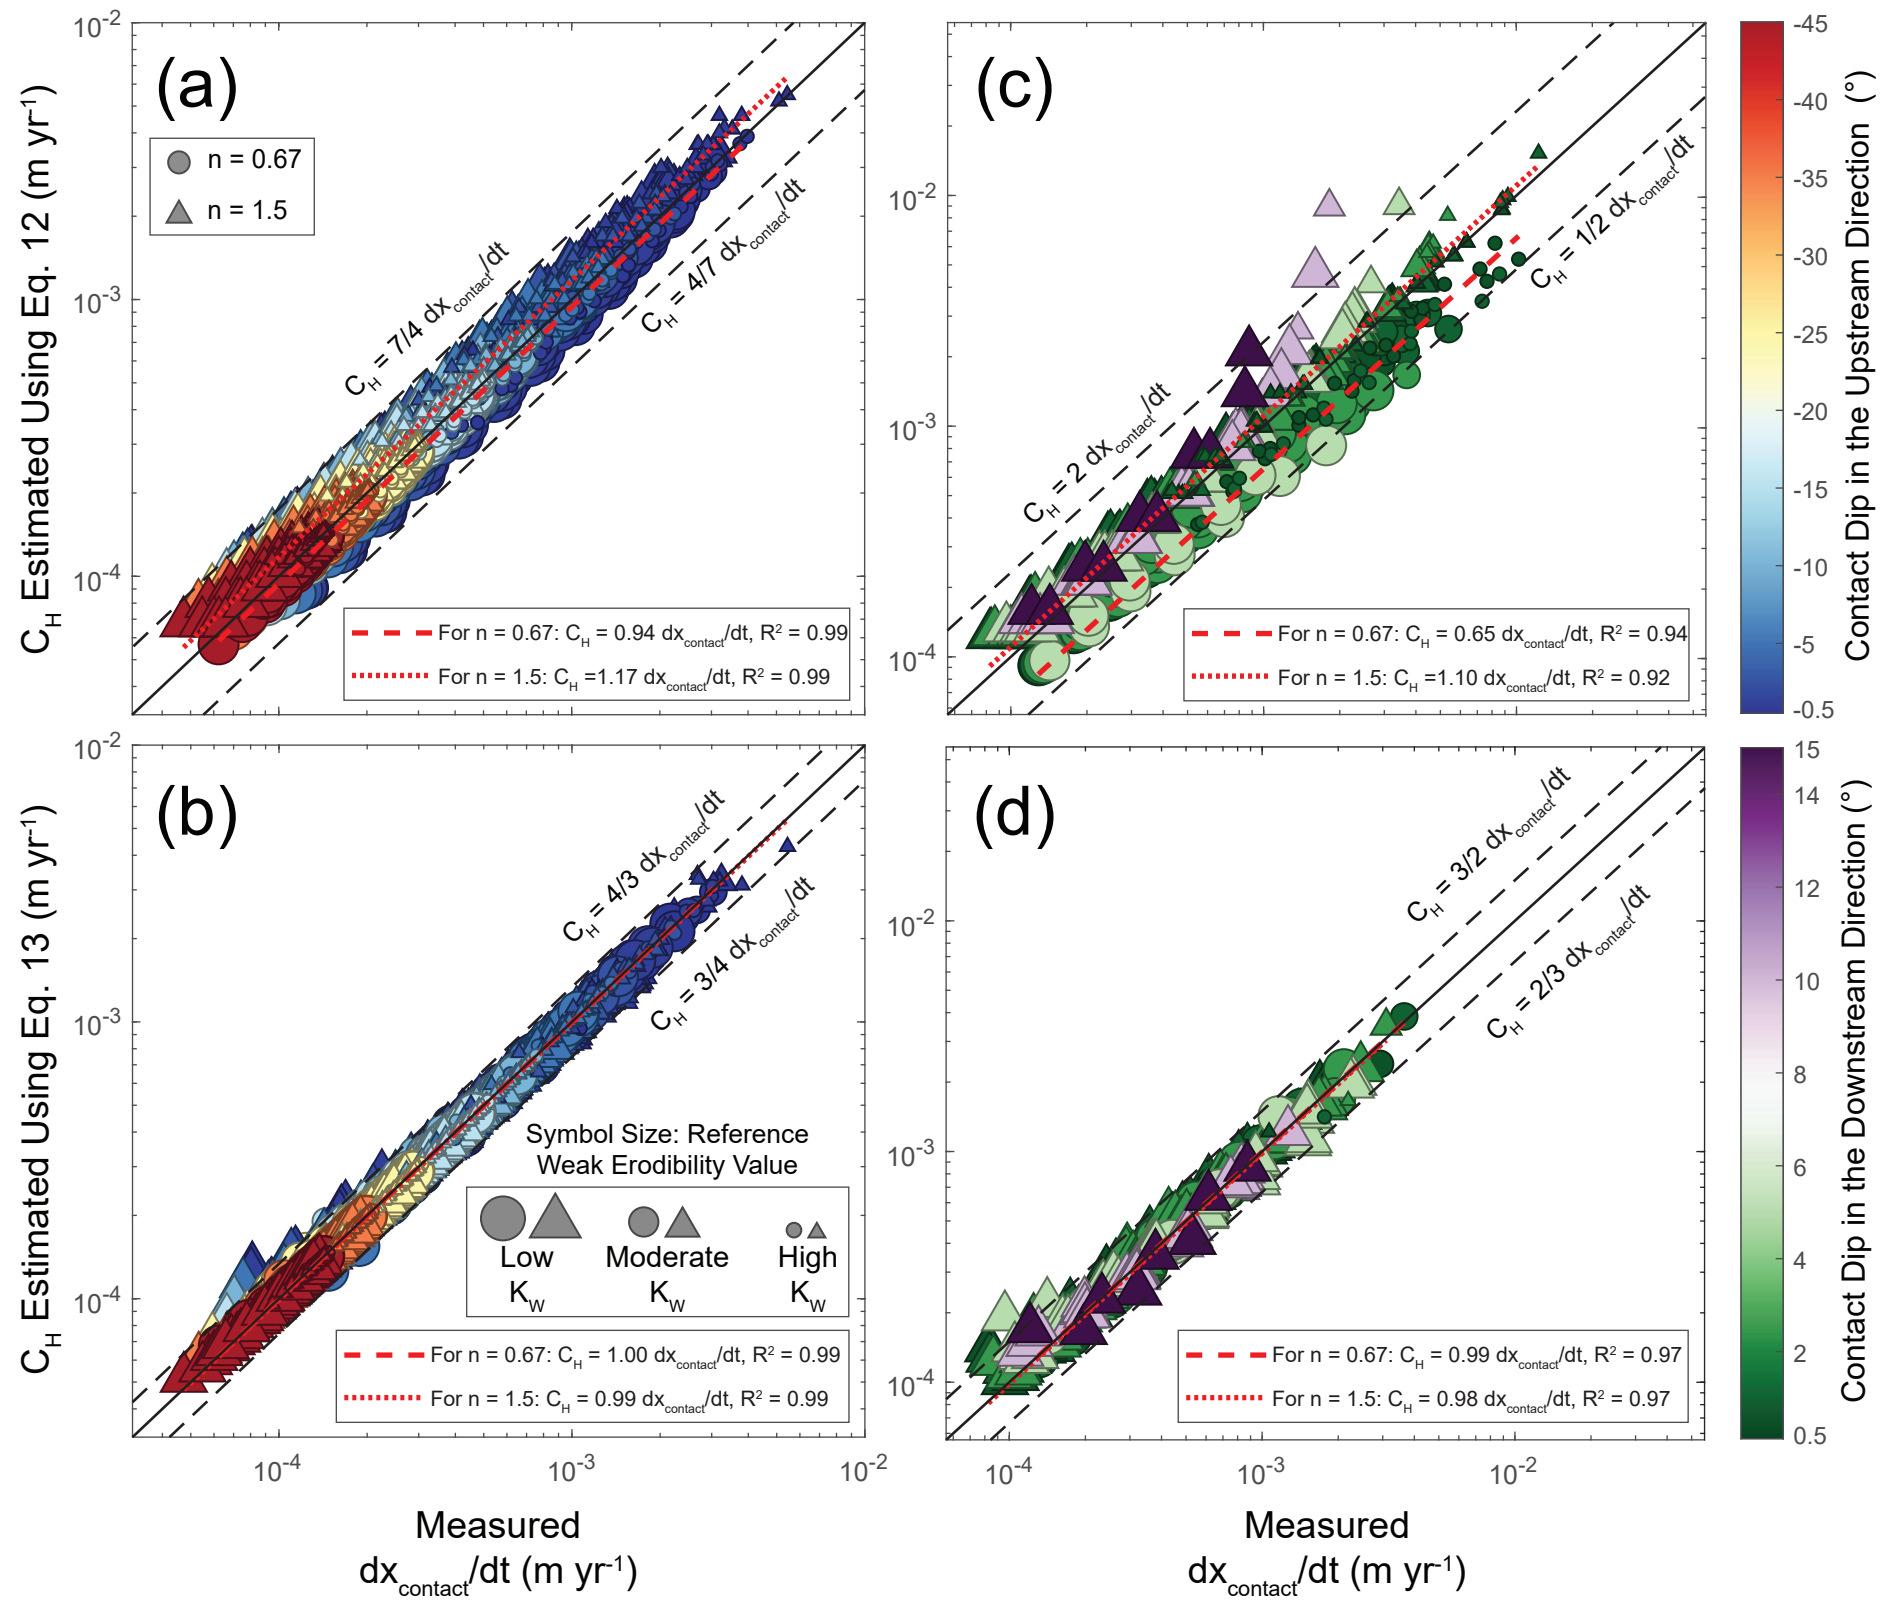 (a)
C_H Estimated Using Eq. 12 (m yr⁻¹)
10⁻²
10⁻³
10⁻⁴
n = 0.67
n = 1.5
C_H = 7/4 dx_contact/dt
C_H = 4/7 dx_contact/dt
For n = 0.67: C_H = 0.94 dx_contact/dt, R² = 0.99
For n = 1.5: C_H =1.17 dx_contact/dt, R² = 0.99
(c)
10⁻²
10⁻³
10⁻⁴
C_H = 2 dx_contact/dt
C_H = 1/2 dx_contact/dt
For n = 0.67: C_H = 0.65 dx_contact/dt, R² = 0.94
For n = 1.5: C_H =1.10 dx_contact/dt, R² = 0.92
-45
-40
-35
-30
-25
-20
-15
-10
-5
-0.5
Contact Dip in the Upstream Direction (°)
(b)
C_H Estimated Using Eq. 13 (m yr⁻¹)
10⁻²
10⁻³
10⁻⁴
C_H = 4/3 dx_contact/dt
C_H = 3/4 dx_contact/dt
Symbol Size: Reference
Weak Erodibility Value
Low Moderate High
K_W K_W K_W
For n = 0.67: C_H = 1.00 dx_contact/dt, R² = 0.99
For n = 1.5: C_H = 0.99 dx_contact/dt, R² = 0.99
10⁻⁴ 10⁻³ 10⁻²
Measured
dx_contact/dt (m yr⁻¹)
(d)
10⁻²
10⁻³
10⁻⁴
C_H = 3/2 dx_contact/dt
C_H = 2/3 dx_contact/dt
For n = 0.67: C_H = 0.99 dx_contact/dt, R² = 0.97
For n = 1.5: C_H = 0.98 dx_contact/dt, R² = 0.97
10⁻⁴ 10⁻³ 10⁻²
Measured
dx_contact/dt (m yr⁻¹)
15
14
12
10
8
6
4
2
0.5
Contact Dip in the Downstream Direction (°)